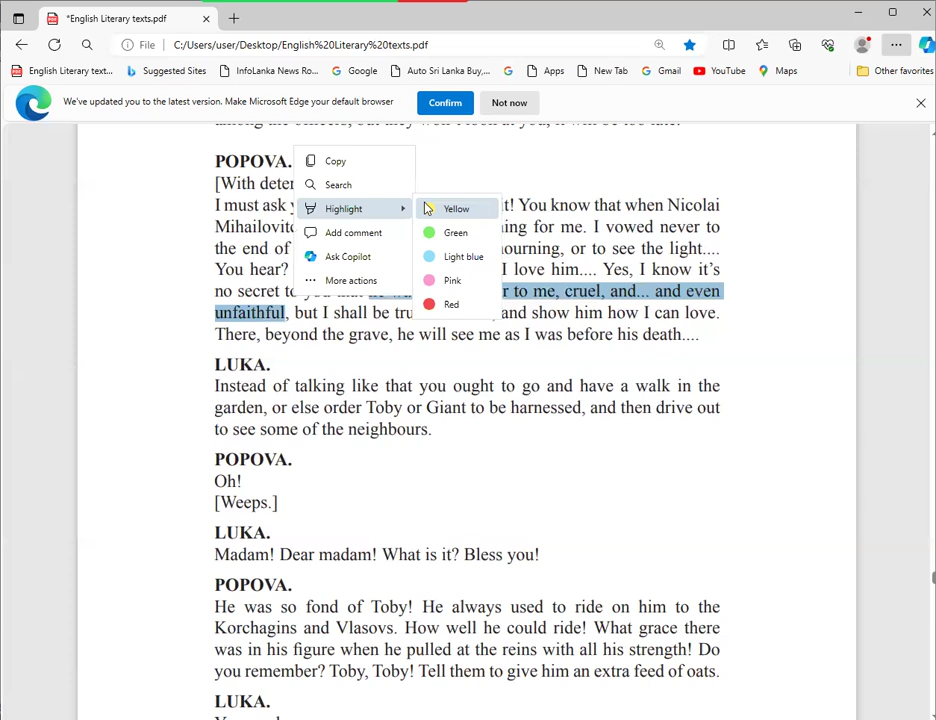 *English Literary texts.pdf
File
C:/Users/user/Desktop/English%20Literary%20texts.pdf
English Literary text...
Suggested Sites
InfoLanka News Ro...
Google
Auto Sri Lanka Buy,...
Apps
New Tab
Gmail
YouTube
Maps
Other favorites
We've updated you to the latest version. Make Microsoft Edge your default browser
Confirm
Not now
POPOVA.
[With deter
I must ask y
t! You know that when Nicolai
Mihailovitc
ning for me. I vowed never to
the end of
nourning, or to see the light....
You hear?
I love him.... Yes, I know it's
no secret to you that
r to me, cruel, and... and even
unfaithful, but I shall be tru
and show him how I can love.
There, beyond the grave, he will see me as I was before his death....
Copy
Search
Highlight
Add comment
Ask Copilot
More actions
Yellow
Green
Light blue
Pink
Red
LUKA.
Instead of talking like that you ought to go and have a walk in the
garden, or else order Toby or Giant to be harnessed, and then drive out
to see some of the neighbours.
POPOVA.
Oh!
[Weeps.]
LUKA.
Madam! Dear madam! What is it? Bless you!
POPOVA.
He was so fond of Toby! He always used to ride on him to the
Korchagins and Vlasovs. How well he could ride! What grace there
was in his figure when he pulled at the reins with all his strength! Do
you remember? Toby, Toby! Tell them to give him an extra feed of oats.
LUKA.